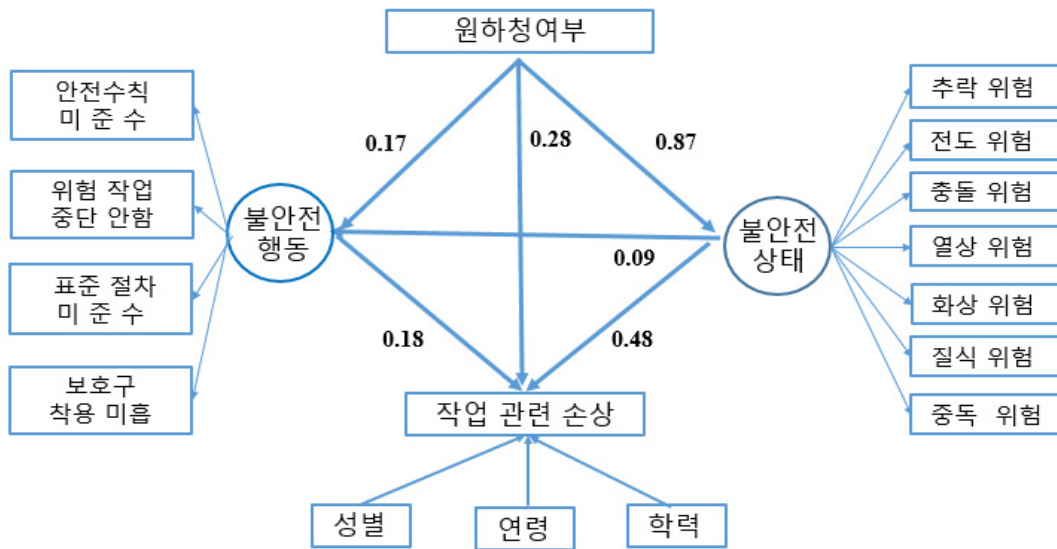 원하청여부
안전수칙
미 준 수
위험 작업
중단 안함
표준 절차
미 준 수
보호구
착용 미흡
불안전
행동
0.17
0.28
0.87
0.09
0.18
0.48
불안전
상태
추락 위험
전도 위험
충돌 위험
열상 위험
화상 위험
질식 위험
중독 위험
작업 관련 손상
성별
연령
학력